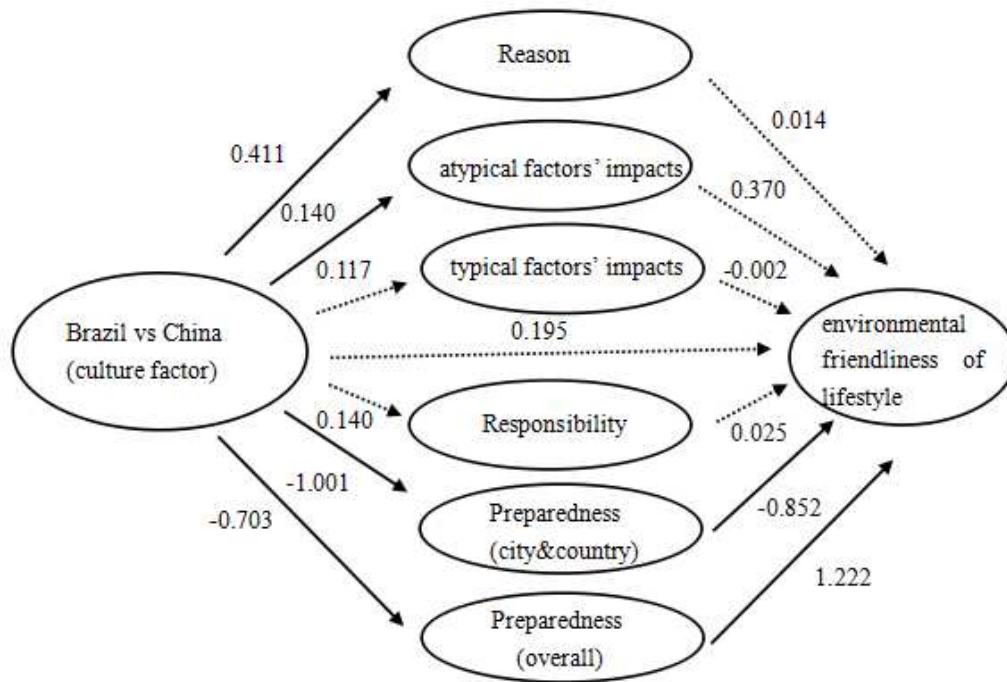 Reason
0.014
0.411
atypical factors' impacts
0.140
0.370
0.117
typical factors' impacts
-0.002
Brazil vs China
(culture factor)
0.195
environmental
friendliness of
lifestyle
0.140
Responsibility
0.025
-1.001
-0.703
Preparedness
(city&country)
-0.852
1.222
Preparedness
(overall)